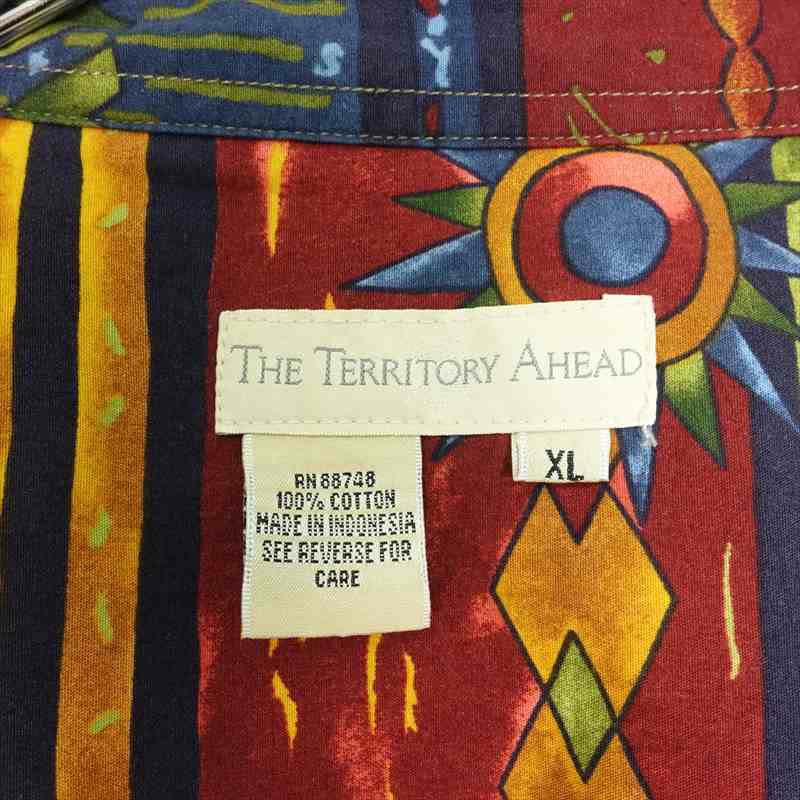 THE TERRITORY AHEAD
XL
RN 88748
100% COTTON
MADE IN INDONESIA
SEE REVERSE FOR
CARE